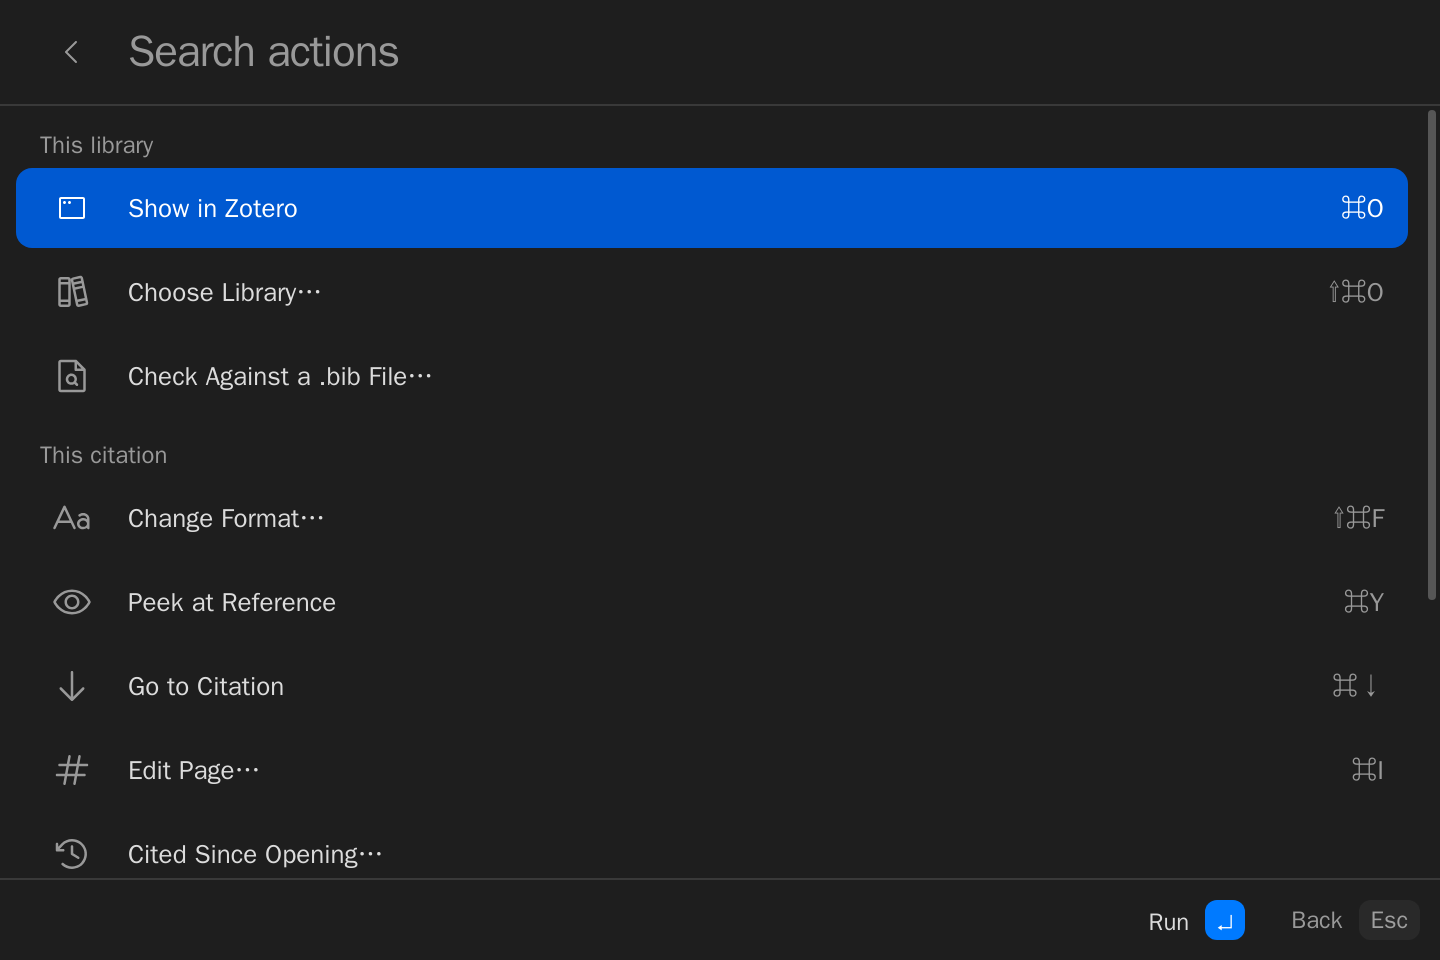 Search actions
This library
Show in Zotero ⌘O
Choose Library… ⇧⌘O
Check Against a .bib File…
This citation
Change Format… ⇧⌘F
Peek at Reference ⌘Y
Go to Citation ⌘↓
Edit Page… ⌘I
Cited Since Opening…
Run ↵ Back Esc